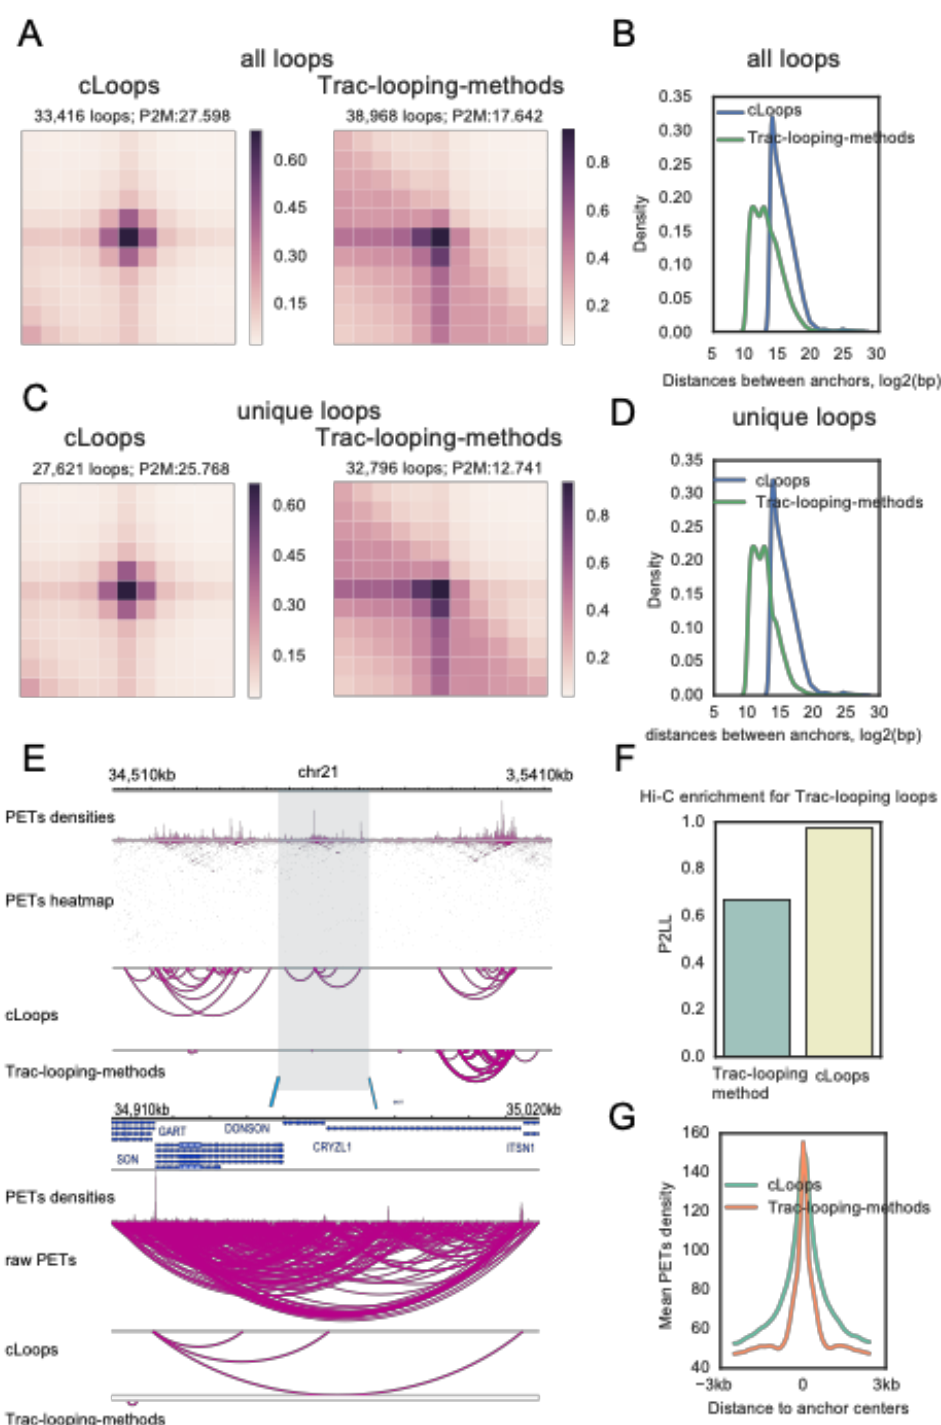 A
all loops
cLoops
Trac-looping-methods
33,416 loops; P2M:27.598
38,968 loops; P2M:17.642
0.60
0.45
0.30
0.15
0.8
0.6
0.4
0.2
B
all loops
0.35
0.30
0.25
0.20
0.15
0.10
0.05
0.00
Density
cLoops
Trac-looping-methods
5 10 15 20 25 30
Distances between anchors, log2(bp)
C
unique loops
cLoops
Trac-looping-methods
27,621 loops; P2M:25.768
32,796 loops; P2M:12.741
0.60
0.45
0.30
0.15
0.8
0.6
0.4
0.2
D
unique loops
0.35
0.30
0.25
0.20
0.15
0.10
0.05
0.00
Density
cLoops
Trac-looping-methods
5 10 15 20 25 30
distances between anchors, log2(bp)
E
34,510kb
chr21
3,5410kb
PETs densities
PETs heatmap
cLoops
Trac-looping-methods
34,910kb
35,020kb
GART
DONSON
SON
CRYZL1
ITSN1
PETs densities
raw PETs
cLoops
Trac-looping-methods
F
Hi-C enrichment for Trac-looping loops
1.0
0.8
0.6
0.4
0.2
0.0
P2LL
Trac-looping
method
cLoops
G
160
140
120
100
80
60
40
Mean PETs density
cLoops
Trac-looping-methods
−3kb 0 3kb
Distance to anchor centers